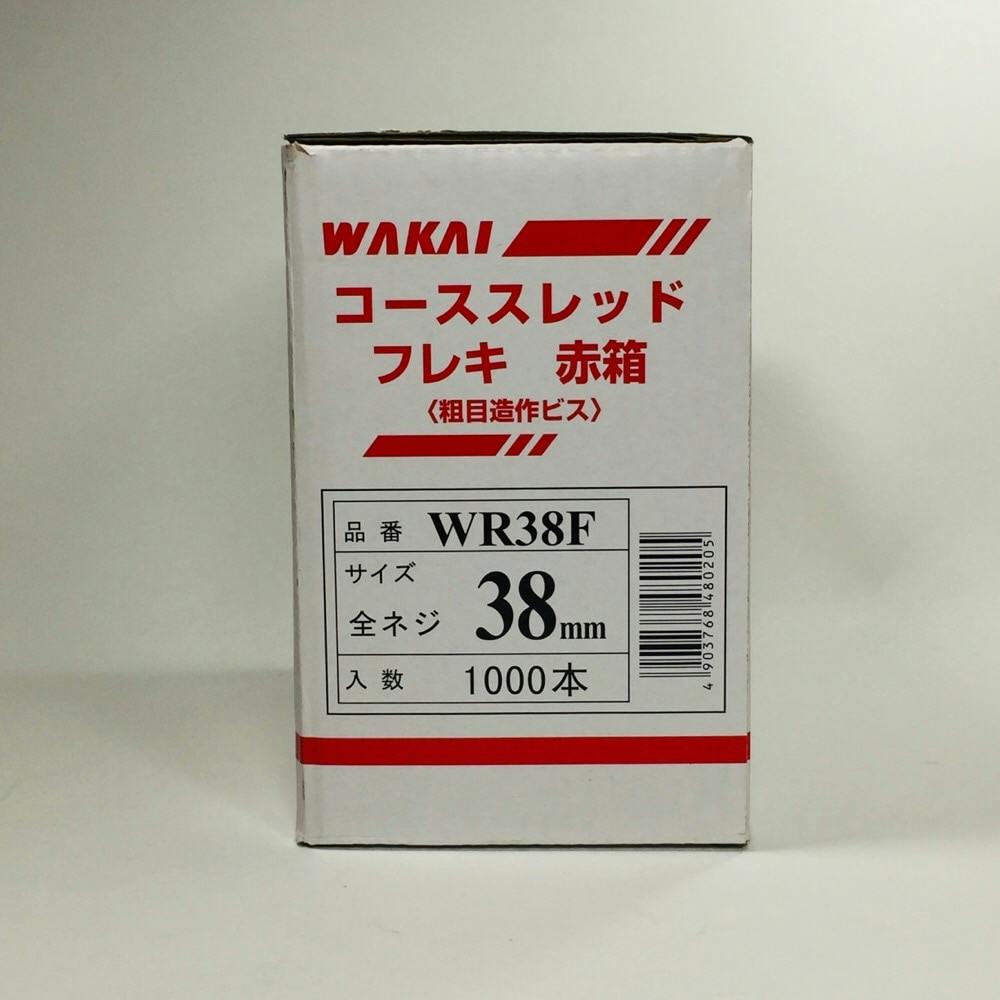 WAKAI
コーススレッド
フレキ 赤箱
〈粗目造作ビス〉
品番 WR38F
サイズ
全ネジ 38mm
入数 1000本
4 903768 480205